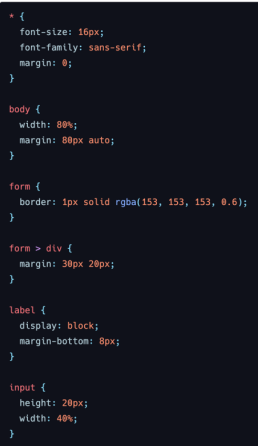 * {
  font-size: 16px;
  font-family: sans-serif;
  margin: 0;
}

body {
  width: 80%;
  margin: 80px auto;
}

form {
  border: 1px solid rgba(153, 153, 153, 0.6);
}

form > div {
  margin: 30px 20px;
}

label {
  display: block;
  margin-bottom: 8px;
}

input {
  height: 20px;
  width: 40%;
}